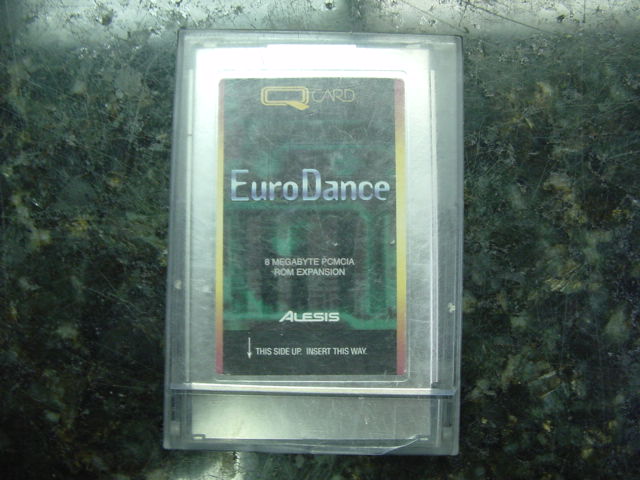 Q CARD
EuroDance
8 MEGABYTE PCMCIA
ROM EXPANSION
ALESIS
THIS SIDE UP. INSERT THIS WAY.